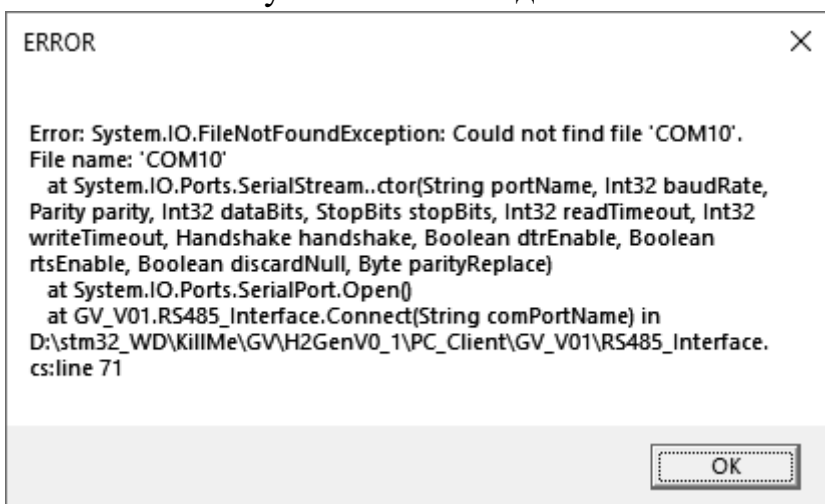 ERROR
Error: System.IO.FileNotFoundException: Could not find file 'COM10'.
File name: 'COM10'
at System.IO.Ports.SerialStream..ctor(String portName, Int32 baudRate,
Parity parity, Int32 dataBits, StopBits stopBits, Int32 readTimeout, Int32
writeTimeout, Handshake handshake, Boolean dtrEnable, Boolean
rtsEnable, Boolean discardNull, Byte parityReplace)
at System.IO.Ports.SerialPort.Open()
at GV_V01.RS485_Interface.Connect(String comPortName) in
D:\stm32_WD\KillMe\GV\H2GenV0_1\PC_Client\GV_V01\RS485_Interface.
cs:line 71
OK